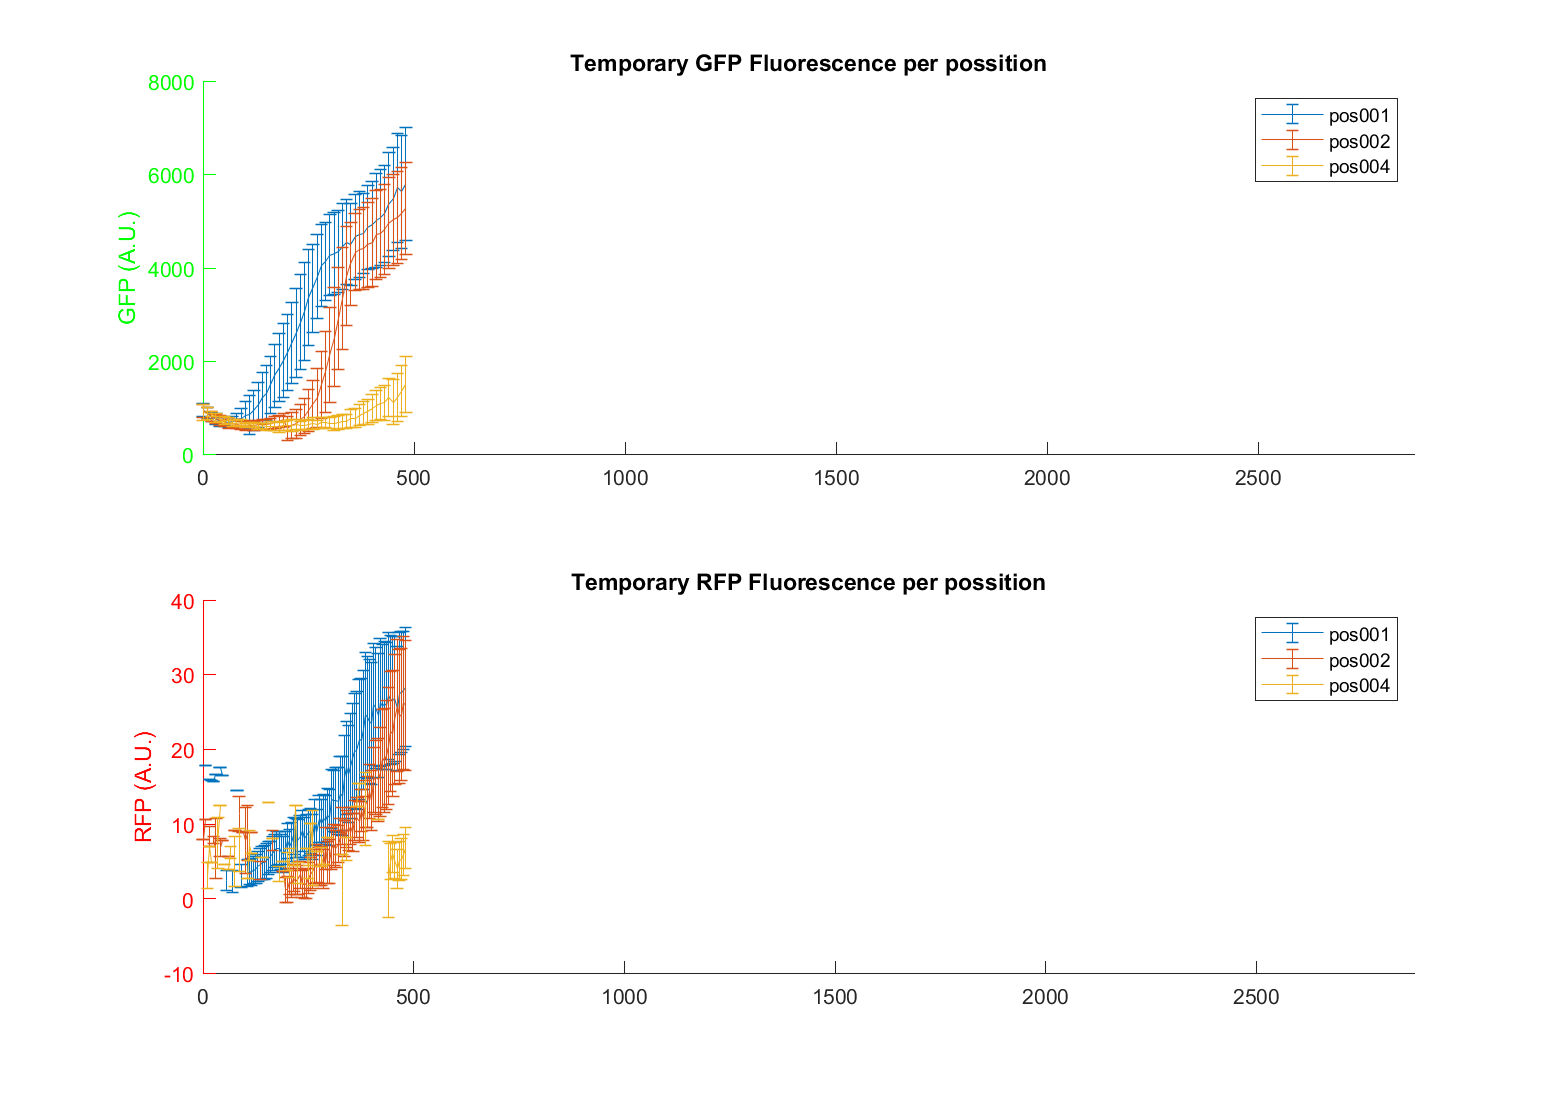 Temporary GFP Fluorescence per possition
8000
6000
4000
2000
0
GFP (A.U.)
pos001
pos002
pos004
0 500 1000 1500 2000 2500
Temporary RFP Fluorescence per possition
40
30
20
10
0
-10
RFP (A.U.)
pos001
pos002
pos004
0 500 1000 1500 2000 2500